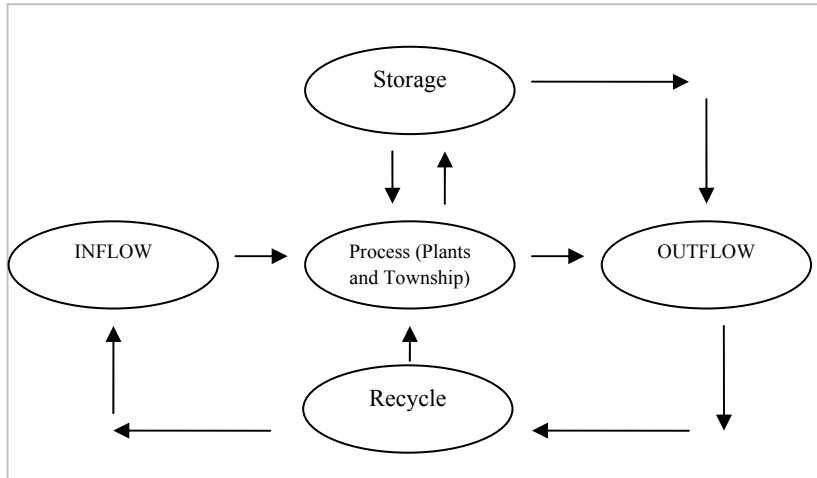 Storage
INFLOW
Process (Plants
and Township)
OUTFLOW
Recycle